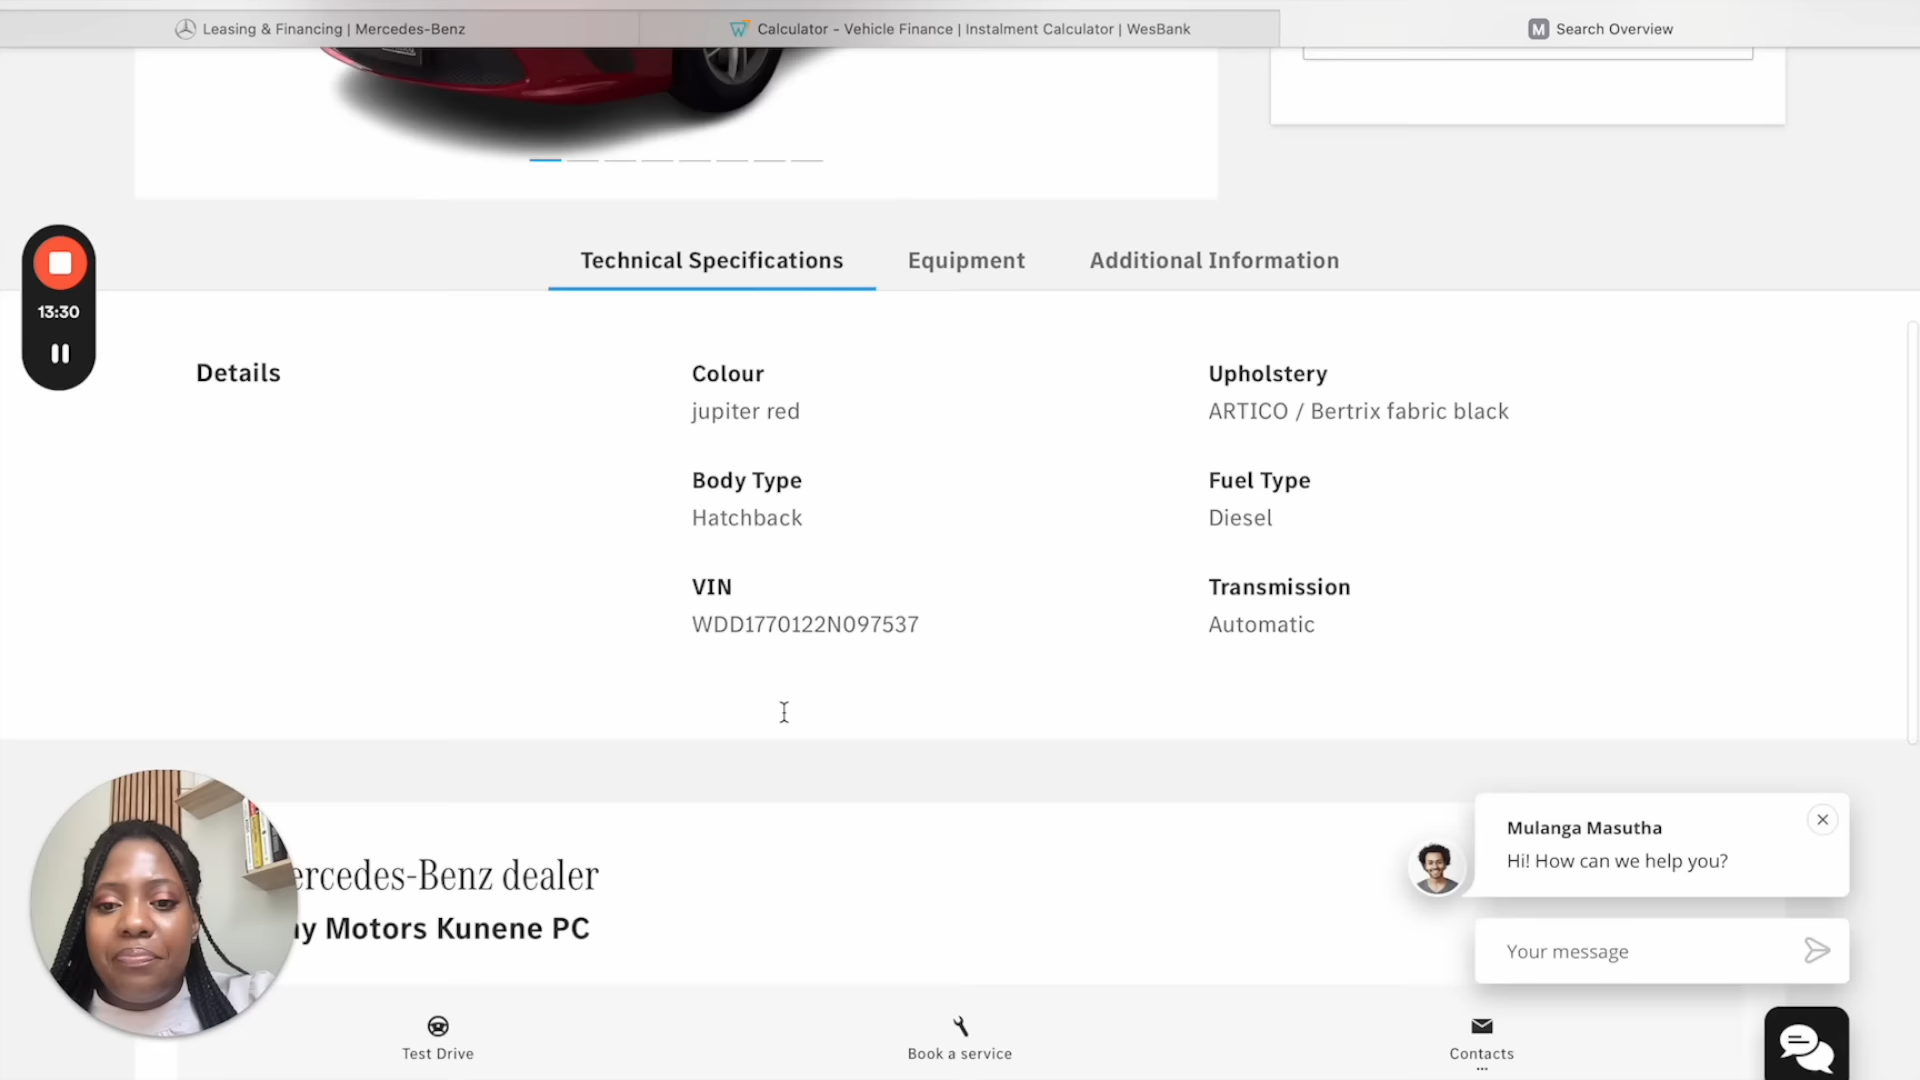 Leasing & Financing | Mercedes-Benz
Calculator - Vehicle Finance | Instalment Calculator | WesBank
M Search Overview
Technical Specifications
Equipment
Additional Information
13:30
Details
Colour
jupiter red
Upholstery
ARTICO / Bertrix fabric black
Body Type
Hatchback
Fuel Type
Diesel
VIN
WDD1770122N097537
Transmission
Automatic
ercedes-Benz dealer
ny Motors Kunene PC
Mulanga Masutha
Hi! How can we help you?
Your message
Test Drive
Book a service
Contacts
...